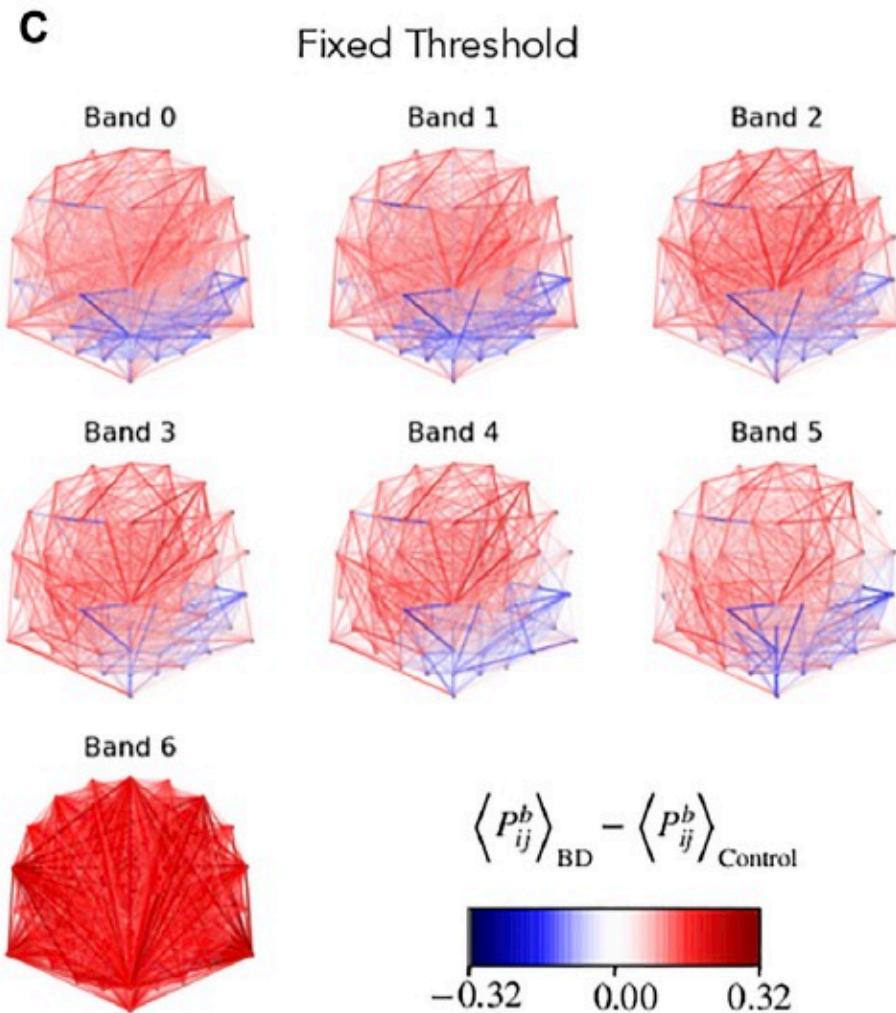 C
Fixed Threshold
Band 0 Band 1 Band 2
Band 3 Band 4 Band 5
Band 6
⟨P^b_ij⟩_BD − ⟨P^b_ij⟩_Control
−0.32 0.00 0.32